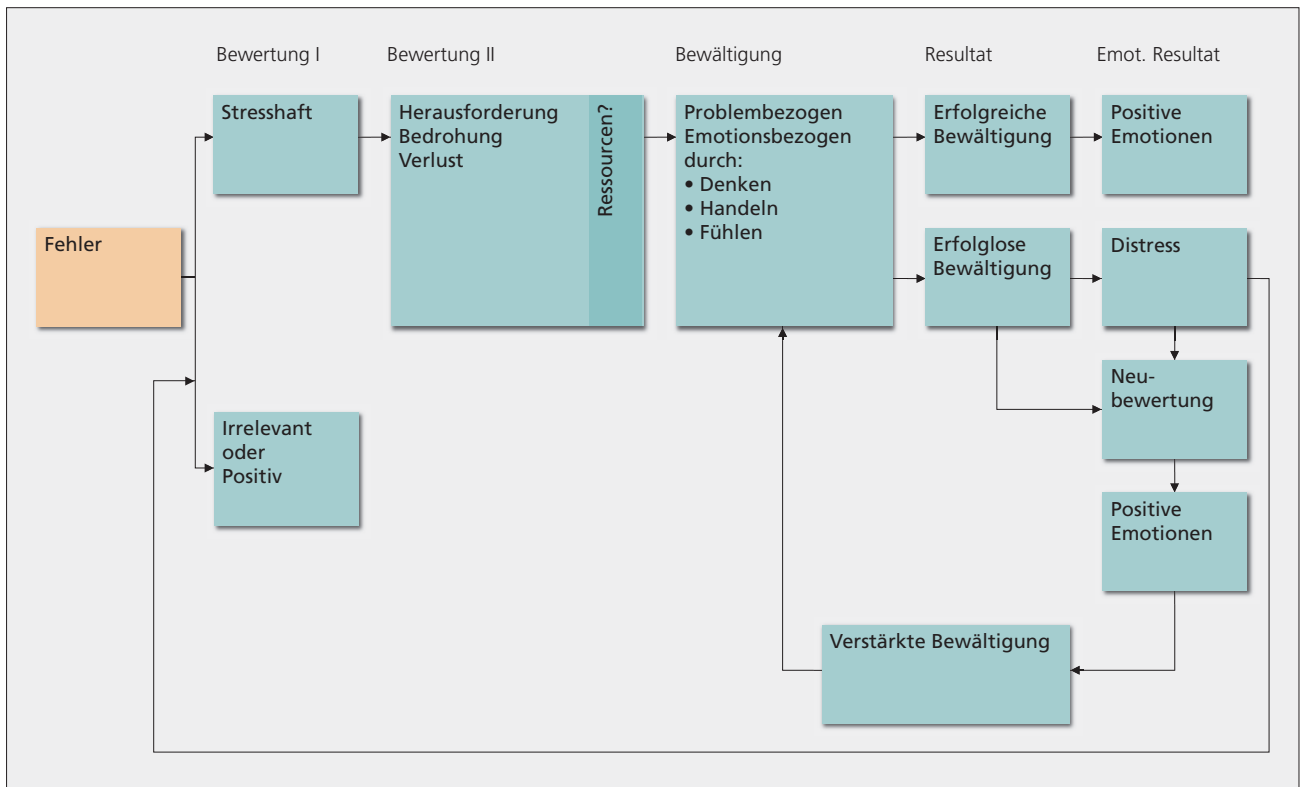 Bewertung I
Bewertung II
Bewältigung
Resultat
Emot. Resultat
Stresshaft
Herausforderung
Bedrohung
Verlust
Ressourcen?
Problembezogen
Emotionsbezogen
durch:
• Denken
• Handeln
• Fühlen
Erfolgreiche
Bewältigung
Positive
Emotionen
Fehler
Erfolglose
Bewältigung
Distress
Neu-
bewertung
Irrelevant
oder
Positiv
Positive
Emotionen
Verstärkte Bewältigung